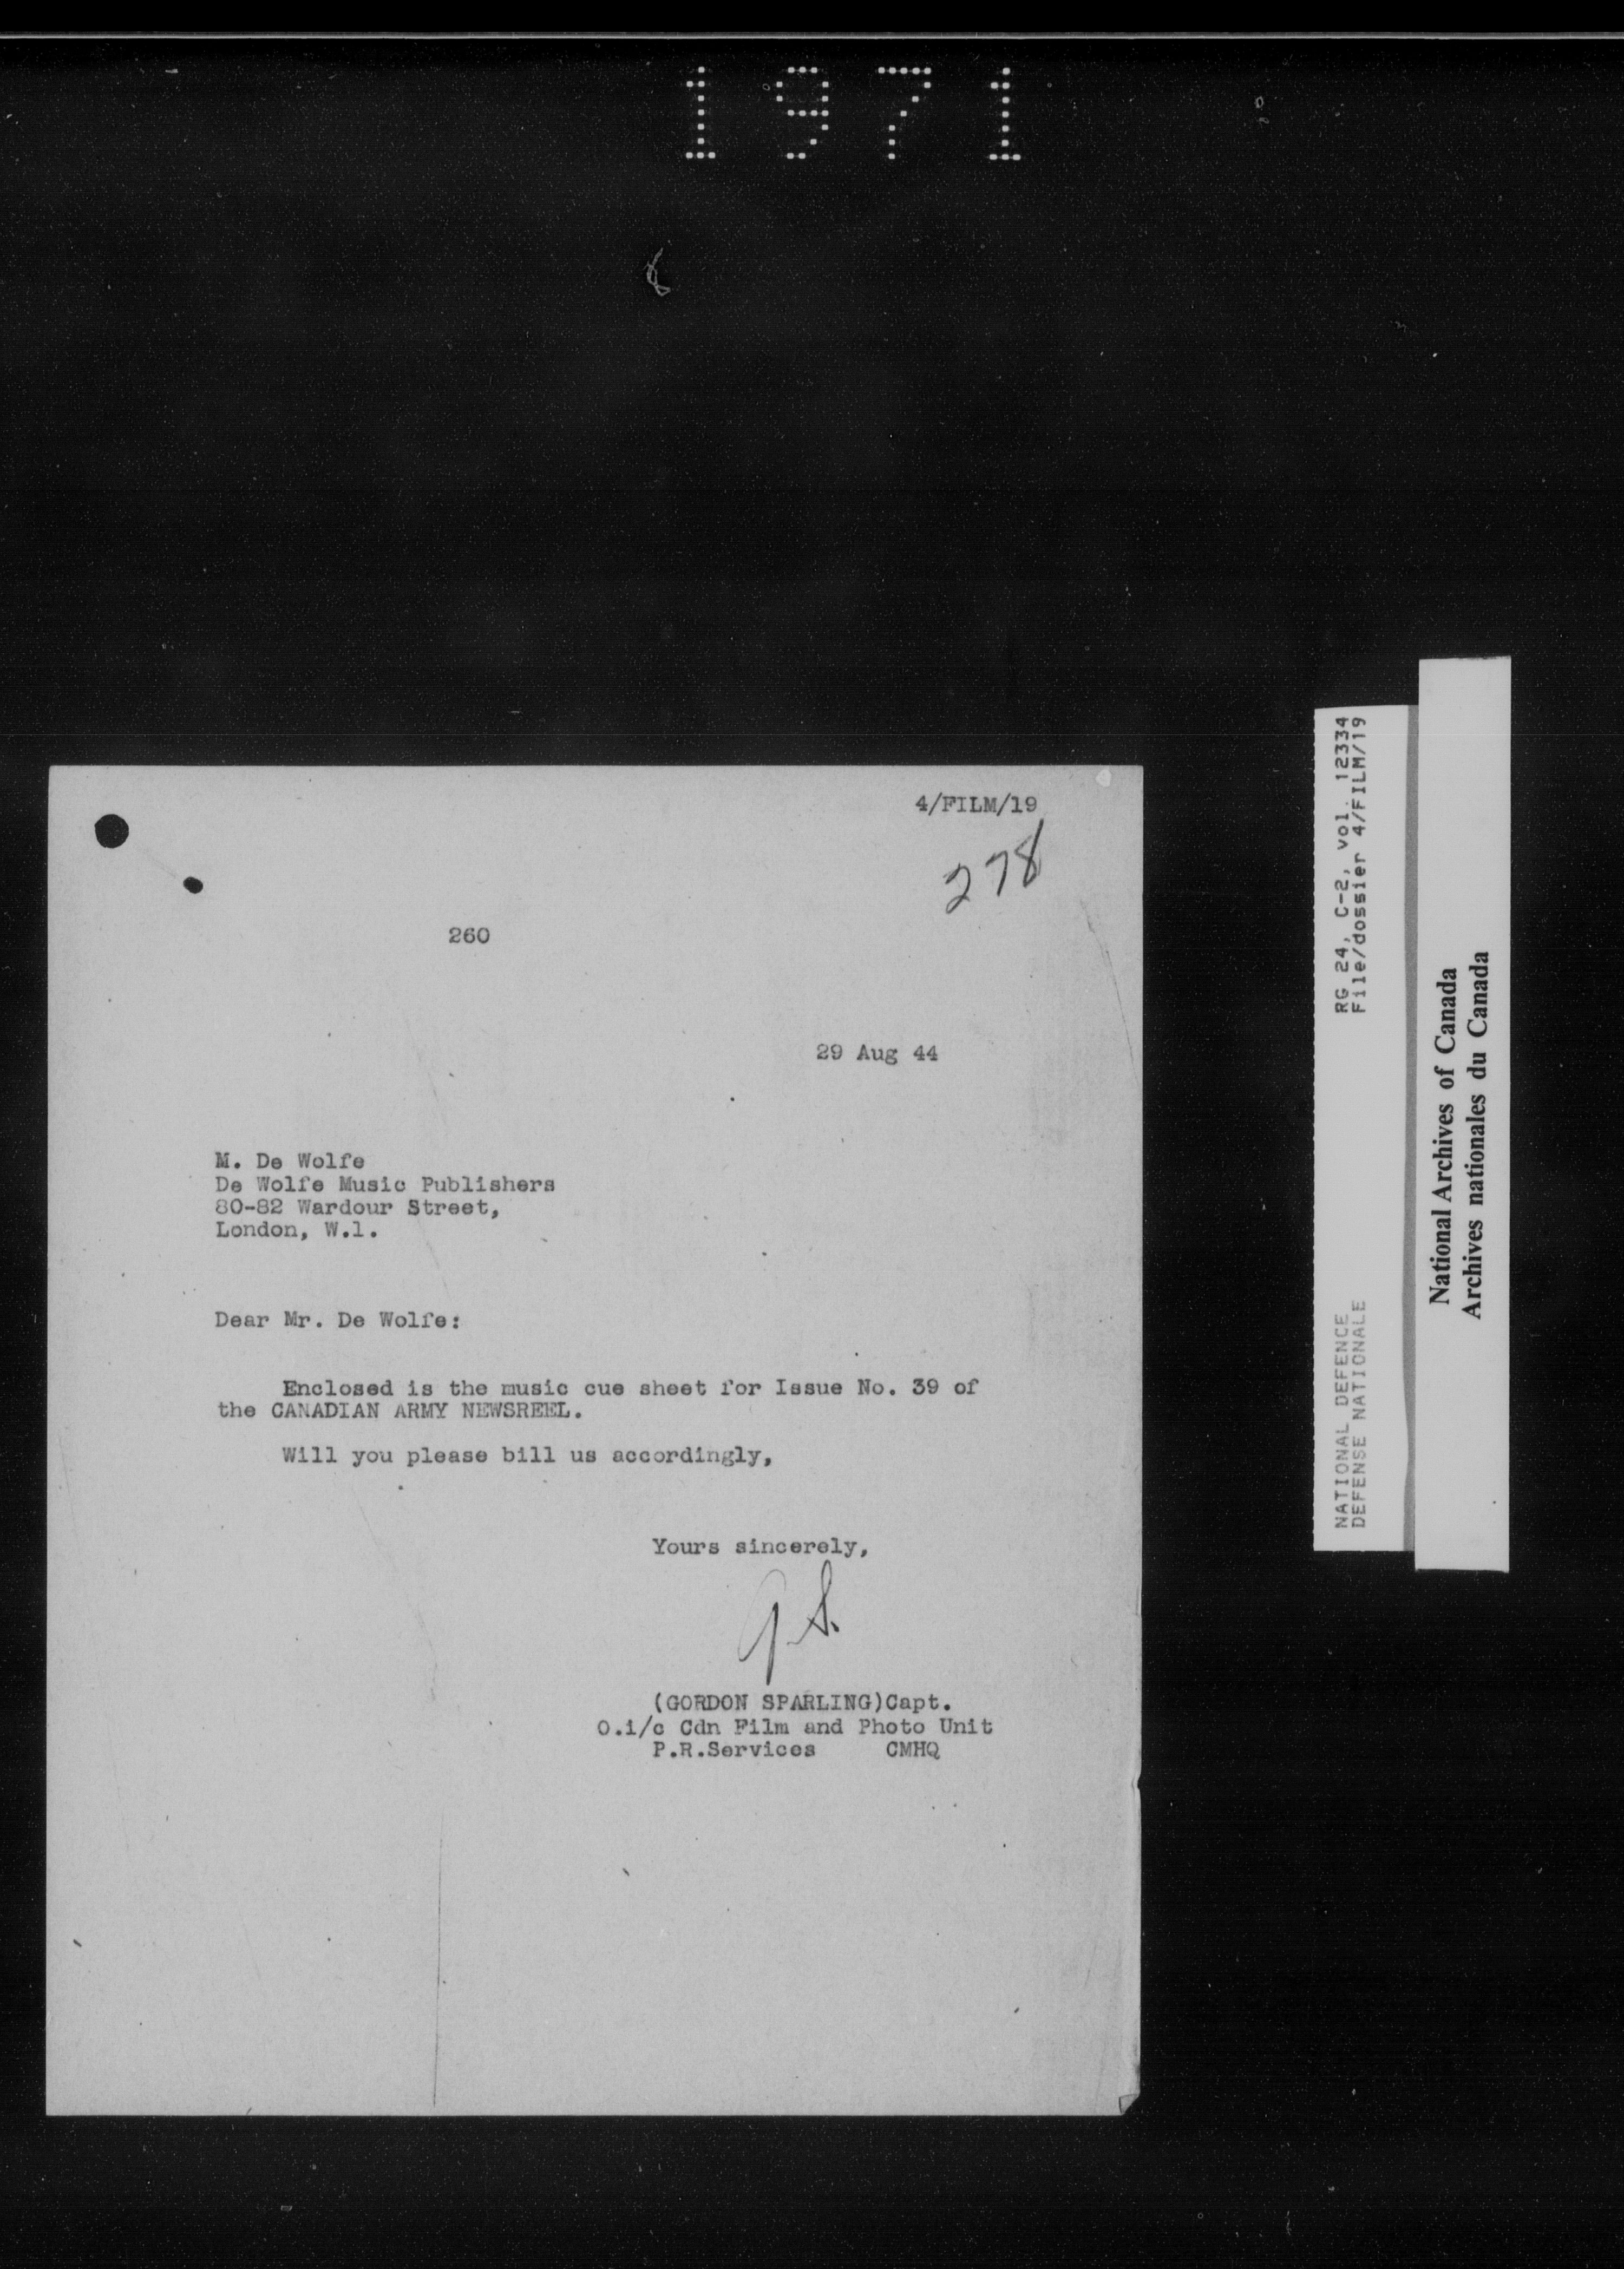 1971
4/FILM/19
278
260
29 Aug 44
M. De Wolfe
De Wolfe Music Publishers
80-82 Wardour Street,
London, W.1.
Dear Mr. De Wolfe:
Enclosed is the music cue sheet for Issue No. 39 of
the CANADIAN ARMY NEWSREEL.
Will you please bill us accordingly,
Yours sincerely,
G.S.
(GORDON SPARLING)Capt.
O.i/c Cdn Film and Photo Unit
P.R.Services CMHQ
NATIONAL DEFENCE RG 24, C-2, vol. 12334
DEFENSE NATIONALE File/dossier 4/FILM/19
National Archives of Canada
Archives nationales du Canada